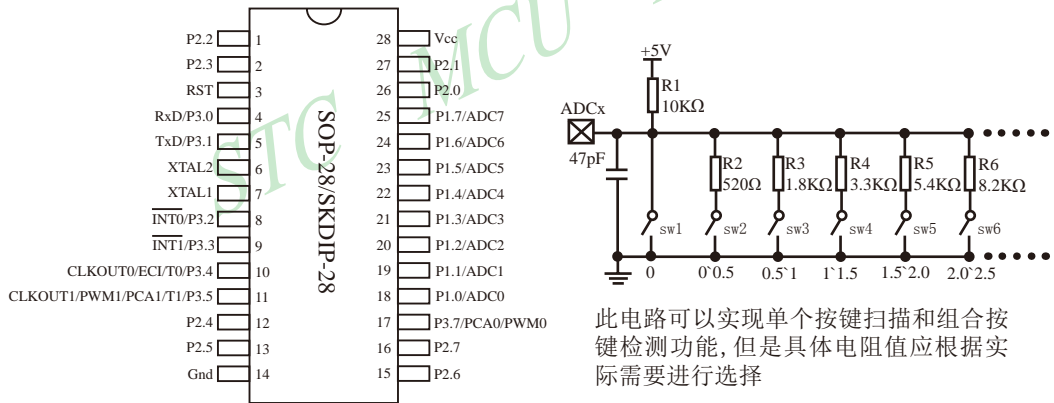 STC MCU
P2.2 1
P2.3 2
RST 3
RxD/P3.0 4
TxD/P3.1 5
XTAL2 6
XTAL1 7
INT0/P3.2 8
INT1/P3.3 9
CLKOUT0/ECI/T0/P3.4 10
CLKOUT1/PWM1/PCA1/T1/P3.5 11
P2.4 12
P2.5 13
Gnd 14
SOP-28/SKDIP-28
28 Vcc
27 P2.1
26 P2.0
25 P1.7/ADC7
24 P1.6/ADC6
23 P1.5/ADC5
22 P1.4/ADC4
21 P1.3/ADC3
20 P1.2/ADC2
19 P1.1/ADC1
18 P1.0/ADC0
17 P3.7/PCA0/PWM0
16 P2.7
15 P2.6
+5V
R1
10KΩ
ADCx
47pF
R2
520Ω
R3
1.8KΩ
R4
3.3KΩ
R5
5.4KΩ
R6
8.2KΩ
sw1
sw2
sw3
sw4
sw5
sw6
0
0`0.5
0.5`1
1`1.5
1.5`2.0
2.0`2.5
此电路可以实现单个按键扫描和组合按
键检测功能,但是具体电阻值应根据实
际需要进行选择